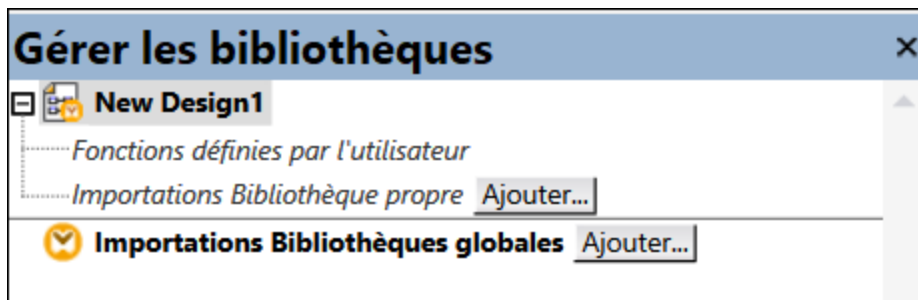 Gérer les bibliothèques
New Design1
Fonctions définies par l'utilisateur
Importations Bibliothèque propre Ajouter...
Importations Bibliothèques globales Ajouter...